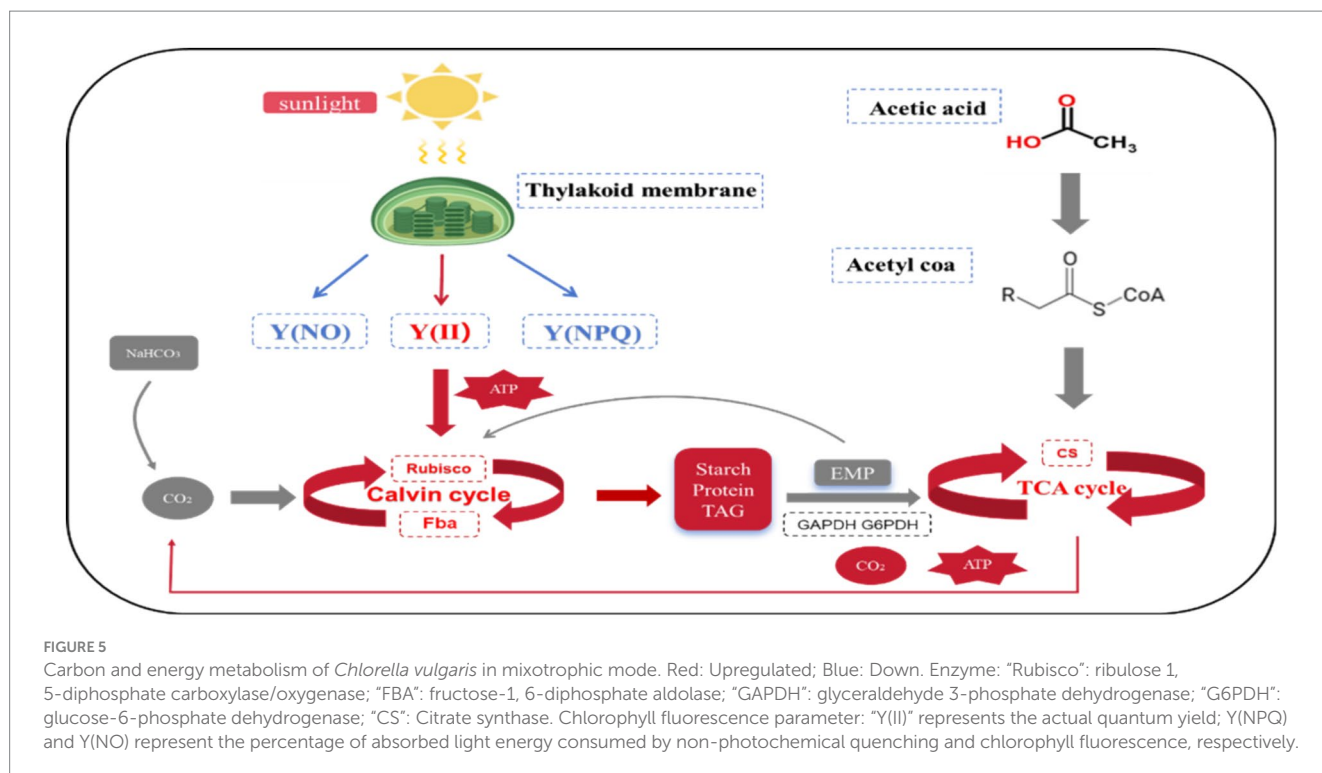 sunlight
Acetic acid
O
HO
CH3
Thylakoid membrane
Acetyl coa
O
R
S
CoA
Y(NO)
Y(II)
Y(NPQ)
NaHCO3
ATP
Rubisco
Calvin cycle
Fba
CO2
Starch
Protein
TAG
EMP
GAPDH G6PDH
CS
TCA cycle
CO2
ATP
FIGURE 5
Carbon and energy metabolism of Chlorella vulgaris in mixotrophic mode. Red: Upregulated; Blue: Down. Enzyme: “Rubisco”: ribulose 1,
5-diphosphate carboxylase/oxygenase; “FBA”: fructose-1, 6-diphosphate aldolase; “GAPDH”: glyceraldehyde 3-phosphate dehydrogenase; “G6PDH”:
glucose-6-phosphate dehydrogenase; “CS”: Citrate synthase. Chlorophyll fluorescence parameter: “Y(II)” represents the actual quantum yield; Y(NPQ)
and Y(NO) represent the percentage of absorbed light energy consumed by non-photochemical quenching and chlorophyll fluorescence, respectively.